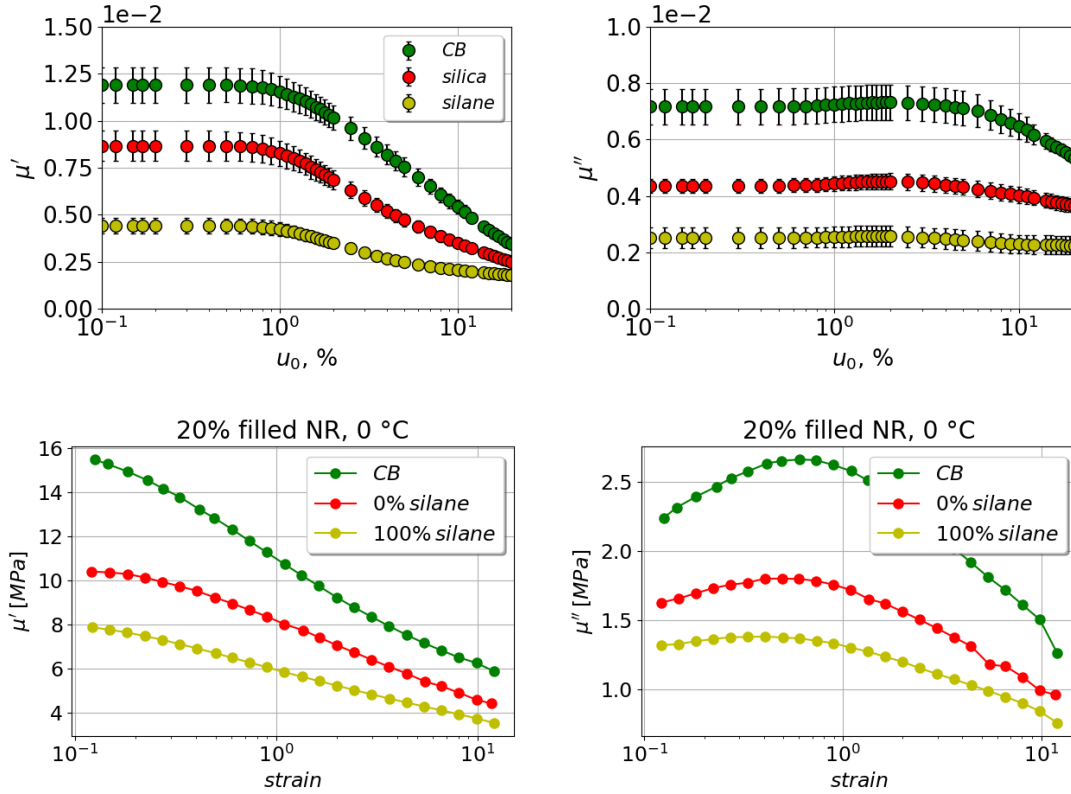 1e−2
1.50
1.25
1.00
0.75
0.50
0.25
0.00
μ′
CB
silica
silane
10⁻¹
10⁰
10¹
u₀, %
1e−2
1.0
0.8
0.6
0.4
0.2
0.0
μ′′
10⁻¹
10⁰
10¹
u₀, %
20% filled NR, 0 °C
16
14
12
10
8
6
4
μ′ [MPa]
CB
0% silane
100% silane
10⁻¹
10⁰
10¹
strain
20% filled NR, 0 °C
2.5
2.0
1.5
1.0
μ′′ [MPa]
CB
0% silane
100% silane
10⁻¹
10⁰
10¹
strain